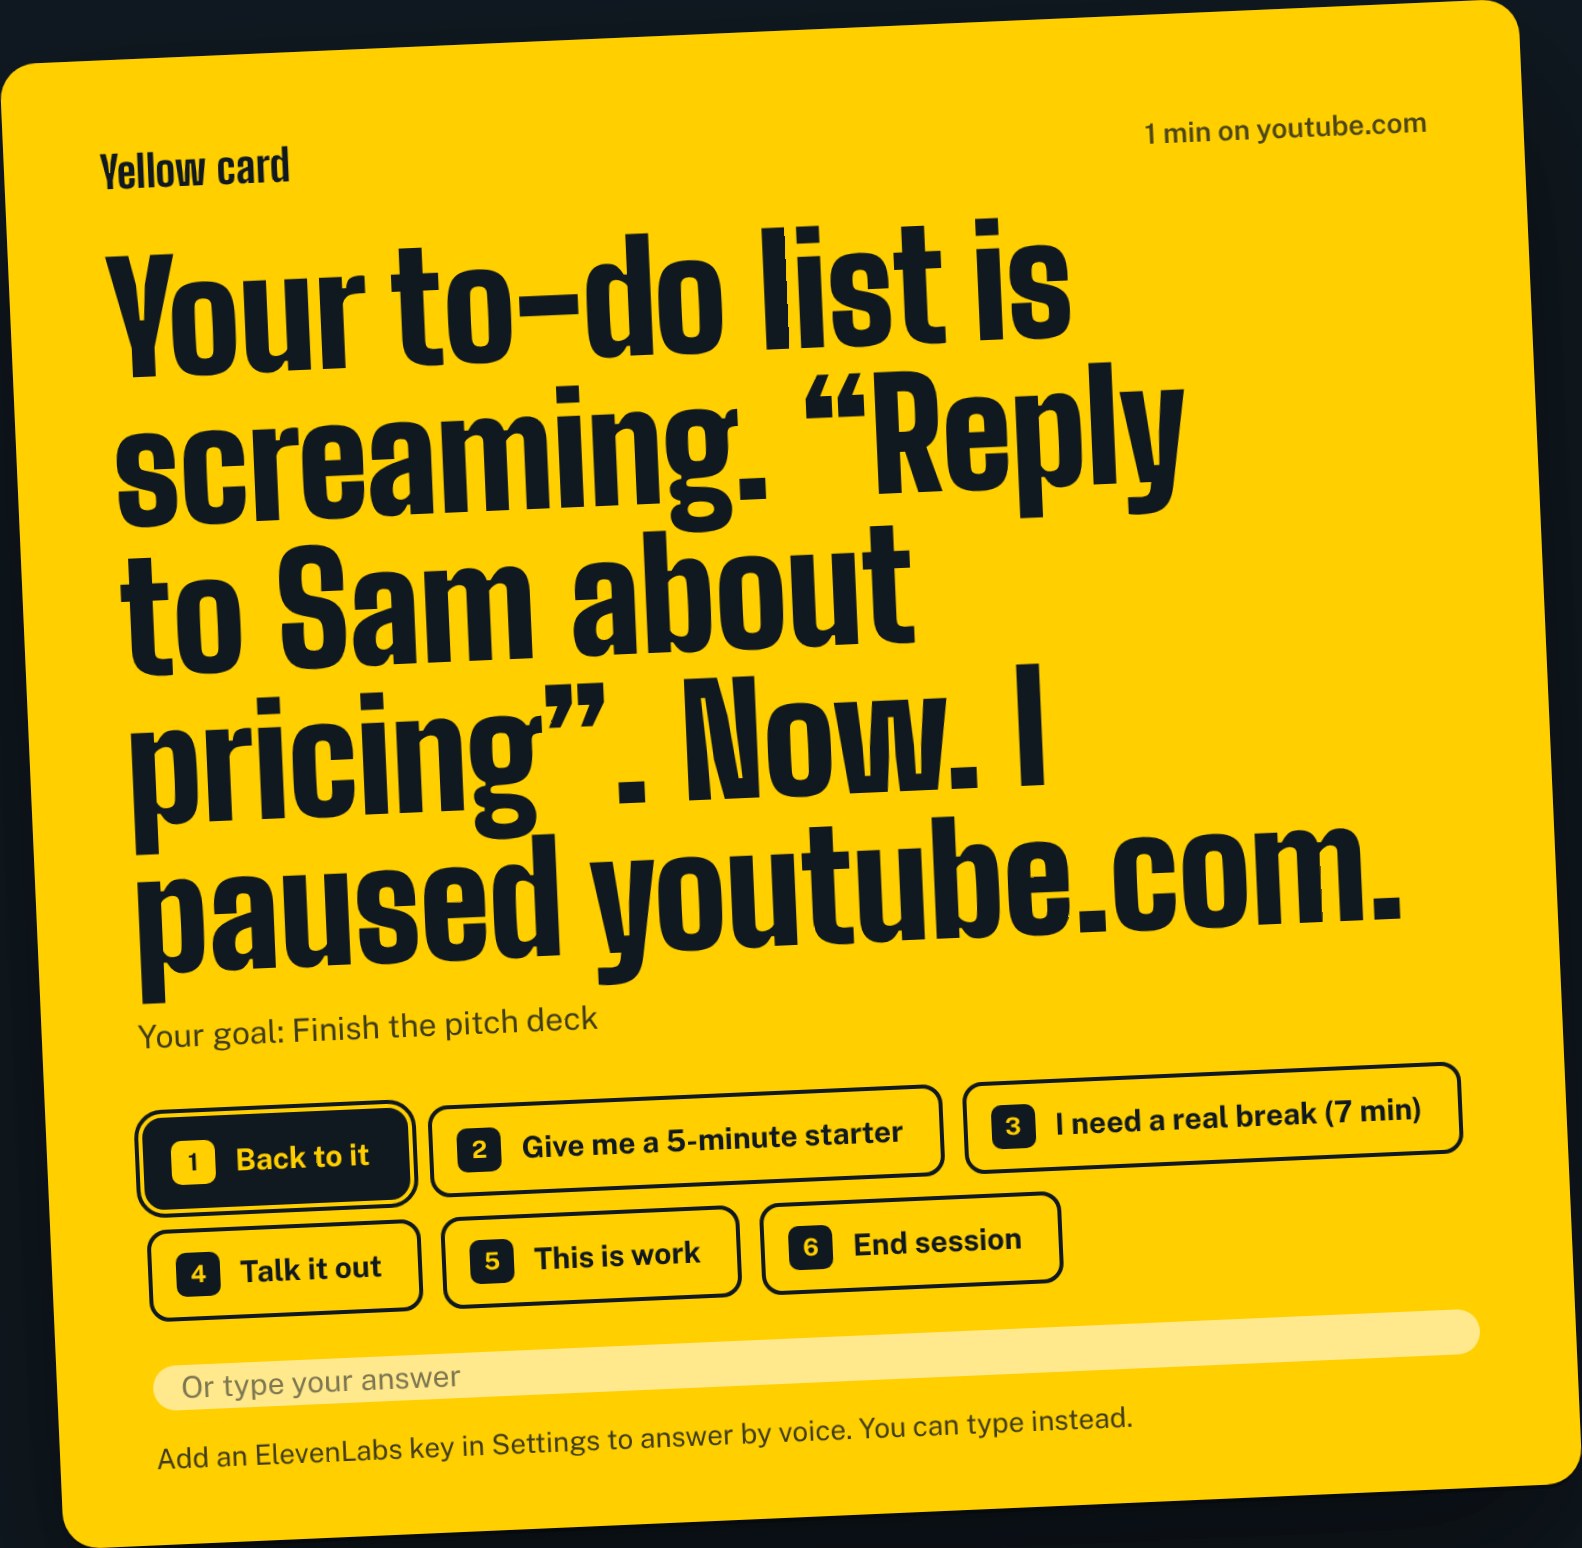 Yellow card
1 min on youtube.com
Your to-do list is
screaming. “Reply
to Sam about
pricing”. Now. I
paused youtube.com.
Your goal: Finish the pitch deck
1 Back to it
2 Give me a 5-minute starter
3 I need a real break (7 min)
4 Talk it out
5 This is work
6 End session
Or type your answer
Add an ElevenLabs key in Settings to answer by voice. You can type instead.